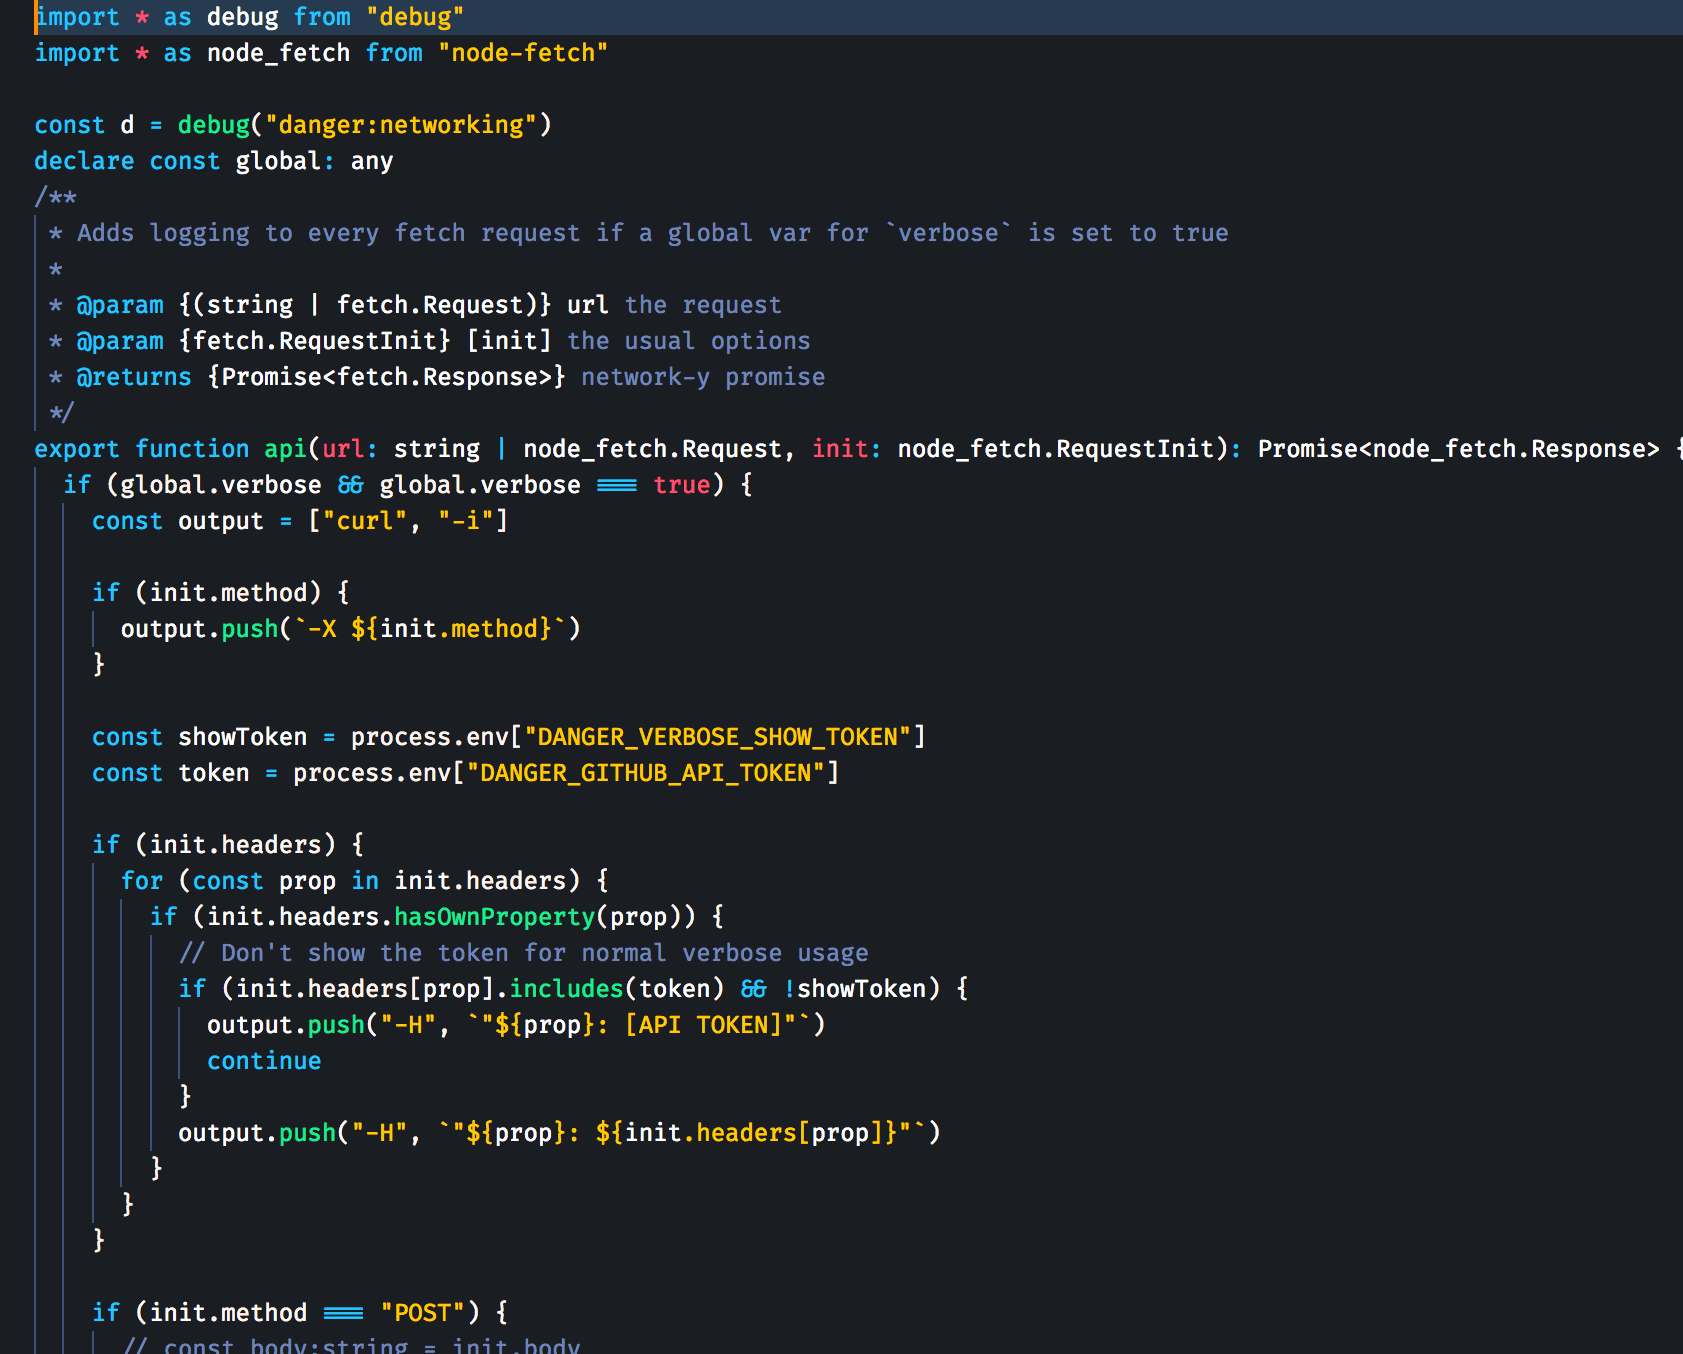 import * as debug from "debug"
import * as node_fetch from "node-fetch"

const d = debug("danger:networking")
declare const global: any
/**
 * Adds logging to every fetch request if a global var for `verbose` is set to true
 *
 * @param {(string | fetch.Request)} url the request
 * @param {fetch.RequestInit} [init] the usual options
 * @returns {Promise<fetch.Response>} network-y promise
 */
export function api(url: string | node_fetch.Request, init: node_fetch.RequestInit): Promise<node_fetch.Response> {
  if (global.verbose && global.verbose === true) {
    const output = ["curl", "-i"]

    if (init.method) {
      output.push(`-X ${init.method}`)
    }

    const showToken = process.env["DANGER_VERBOSE_SHOW_TOKEN"]
    const token = process.env["DANGER_GITHUB_API_TOKEN"]

    if (init.headers) {
      for (const prop in init.headers) {
        if (init.headers.hasOwnProperty(prop)) {
          // Don't show the token for normal verbose usage
          if (init.headers[prop].includes(token) && !showToken) {
            output.push("-H", `"${prop}: [API TOKEN]"`)
            continue
          }
          output.push("-H", `"${prop}: ${init.headers[prop]}"`)
        }
      }
    }

    if (init.method === "POST") {
      // const body:string = init.body